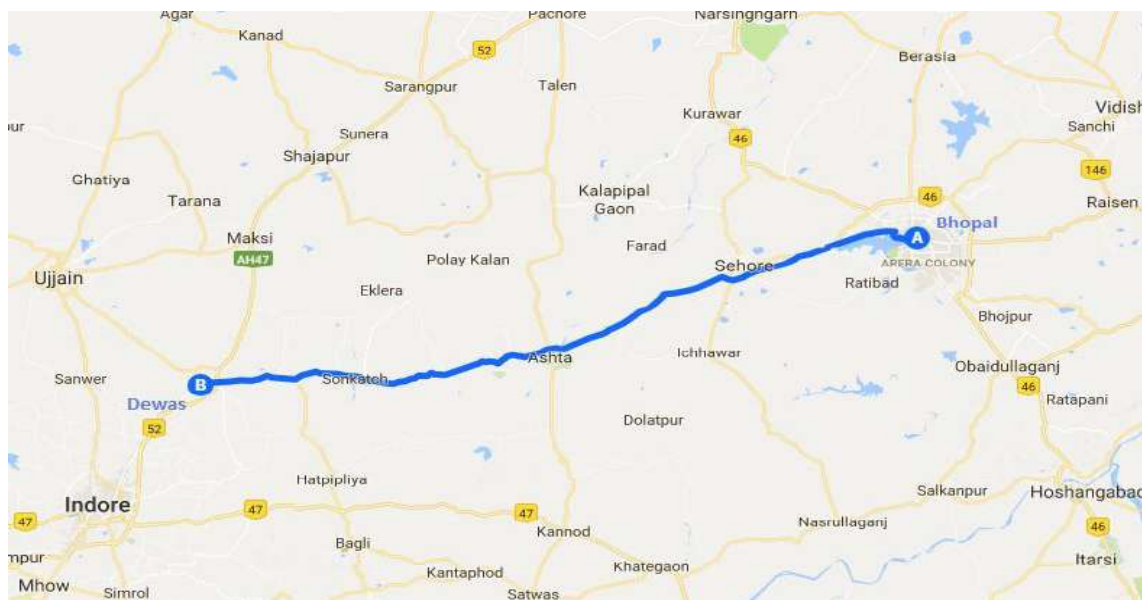 Agar
Pachore
Narsinghgarh
Kanad
52
Berasia
Sarangpur
Talen
Vidish
Kurawar
Sanchi
pur
Sunera
46
Shajapur
146
Ghatiya
Kalapipal
Gaon
46
Raisen
Tarana
Bhopal
A
Maksi
Farad
AH47
Polay Kalan
Sehore
ARERA COLONY
Ujjain
Ratibad
Eklera
Bhojpur
Ichhawar
Ashta
Obaidullaganj
Sanwer
B
Sonkatch
46
Dewas
Ratapani
52
Dolatpur
Hatpipliya
Salkanpur
Hoshangabad
Indore
47
47
47
Nasrullaganj
46
Kannod
Bagli
mpur
Khategaon
Itarsi
Kantaphod
Mhow
Simrol
Satwas